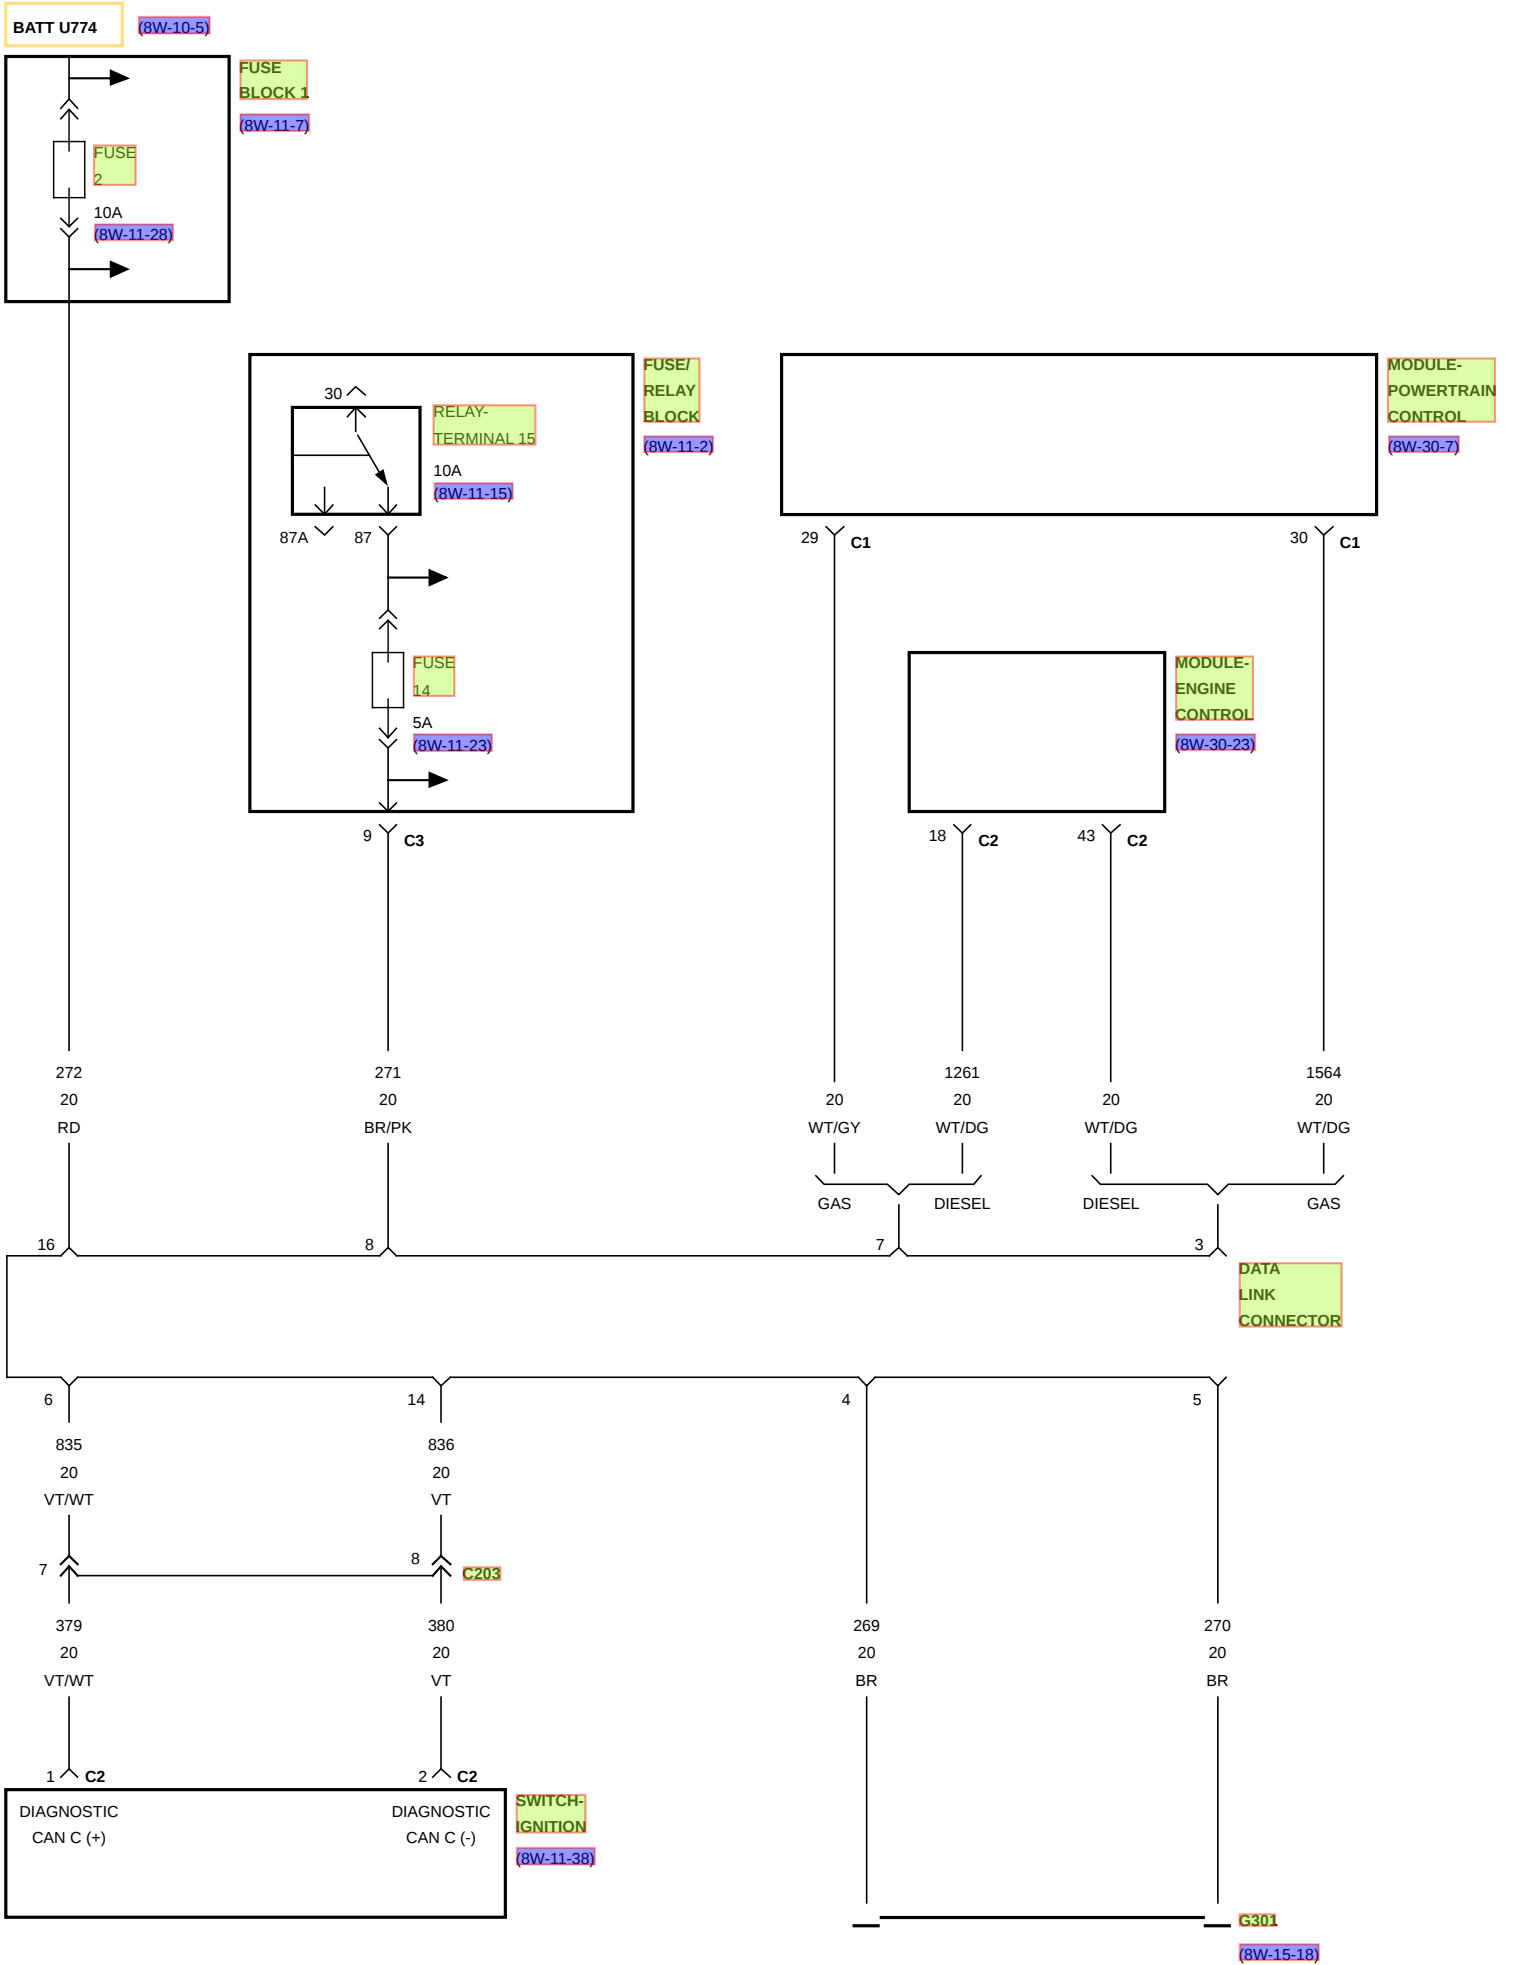 BATT U774
(8W-10-5)
FUSE
BLOCK 1
(8W-11-7)
FUSE
2
10A
(8W-11-28)
30
RELAY-
TERMINAL 15
10A
(8W-11-15)
87A
87
FUSE
14
5A
(8W-11-23)
9
C3
FUSE/
RELAY
BLOCK
(8W-11-2)
MODULE-
POWERTRAIN
CONTROL
(8W-30-7)
29
C1
30
C1
MODULE-
ENGINE
CONTROL
(8W-30-23)
18
C2
43
C2
272
20
RD
271
20
BR/PK
20
WT/GY
1261
20
WT/DG
20
WT/DG
1564
20
WT/DG
GAS
DIESEL
DIESEL
GAS
16
8
7
3
DATA
LINK
CONNECTOR
6
14
4
5
835
20
VT/WT
836
20
VT
7
8
C203
379
20
VT/WT
380
20
VT
269
20
BR
270
20
BR
1
C2
2
C2
DIAGNOSTIC
CAN C (+)
DIAGNOSTIC
CAN C (-)
SWITCH-
IGNITION
(8W-11-38)
G301
(8W-15-18)